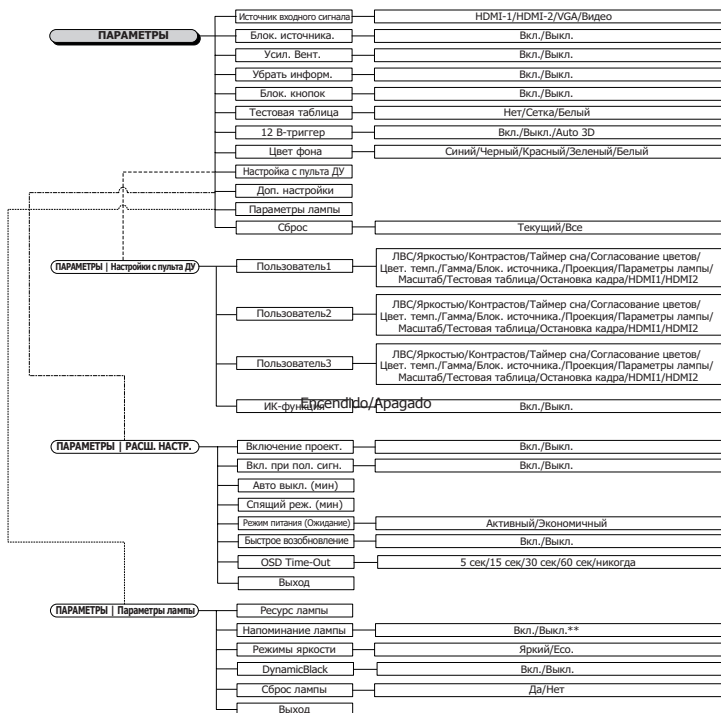 ПАРАМЕТРЫ
Источник входного сигнала HDMI-1/HDMI-2/VGA/Видео
Блок. источника. Вкл./Выкл.
Усил. Вент. Вкл./Выкл.
Убрать информ. Вкл./Выкл.
Блок. кнопок Вкл./Выкл.
Тестовая таблица Нет/Сетка/Белый
12 В-триггер Вкл./Выкл./Auto 3D
Цвет фона Синий/Черный/Красный/Зеленый/Белый
Настройка с пульта ДУ
Доп. настройки
Параметры лампы
Сброс Текущий/Все
ПАРАМЕТРЫ | Настройки с пульта ДУ
Пользователь1
ЛВС/Яркостью/Контрастов/Таймер сна/Согласование цветов/
Цвет. темп./Гамма/Блок. источника./Проекция/Параметры лампы/
Масштаб/Тестовая таблица/Остановка кадра/HDMI1/HDMI2
Пользователь2
ЛВС/Яркостью/Контрастов/Таймер сна/Согласование цветов/
Цвет. темп./Гамма/Блок. источника./Проекция/Параметры лампы/
Масштаб/Тестовая таблица/Остановка кадра/HDMI1/HDMI2
Пользователь3
ЛВС/Яркостью/Контрастов/Таймер сна/Согласование цветов/
Цвет. темп./Гамма/Блок. источника./Проекция/Параметры лампы/
Масштаб/Тестовая таблица/Остановка кадра/HDMI1/HDMI2
Encendido/Apagado
ИК-функция Вкл./Выкл.
ПАРАМЕТРЫ | РАСШ. НАСТР.
Включение проект. Вкл./Выкл.
Вкл. при пол. сигн. Вкл./Выкл.
Авто выкл. (мин)
Спящий реж. (мин)
Режим питания (Ожидание) Активный/Экономичный
Быстрое возобновление Вкл./Выкл.
OSD Time-Out 5 сек/15 сек/30 сек/60 сек/никогда
Выход
ПАРАМЕТРЫ | Параметры лампы
Ресурс лампы
Напоминание лампы Вкл./Выкл.**
Режимы яркости Яркий/Eco.
DynamicBlack Вкл./Выкл.
Сброс лампы Да/Нет
Выход